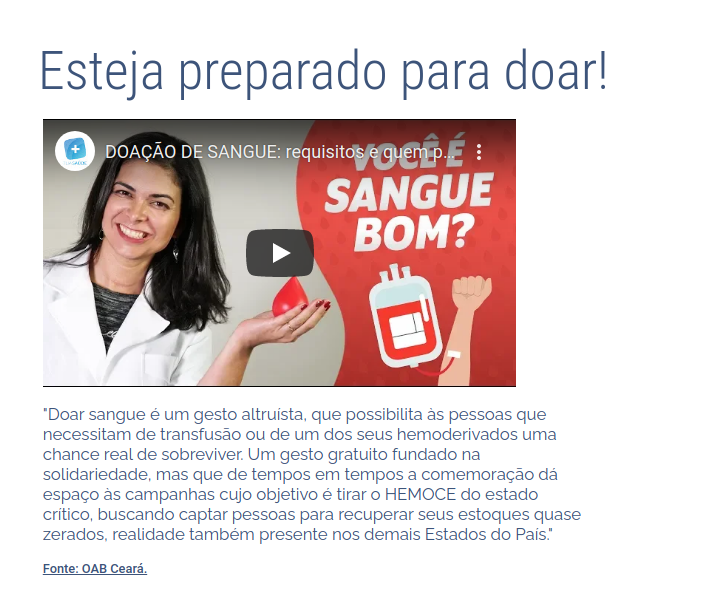 Esteja preparado para doar!
DOAÇÃO DE SANGUE: requisitos e quem p...
VOCÊ É
SANGUE
BOM?
"Doar sangue é um gesto altruísta, que possibilita às pessoas que
necessitam de transfusão ou de um dos seus hemoderivados uma
chance real de sobreviver. Um gesto gratuito fundado na
solidariedade, mas que de tempos em tempos a comemoração dá
espaço às campanhas cujo objetivo é tirar o HEMOCE do estado
crítico, buscando captar pessoas para recuperar seus estoques quase
zerados, realidade também presente nos demais Estados do País."
Fonte: OAB Ceará.